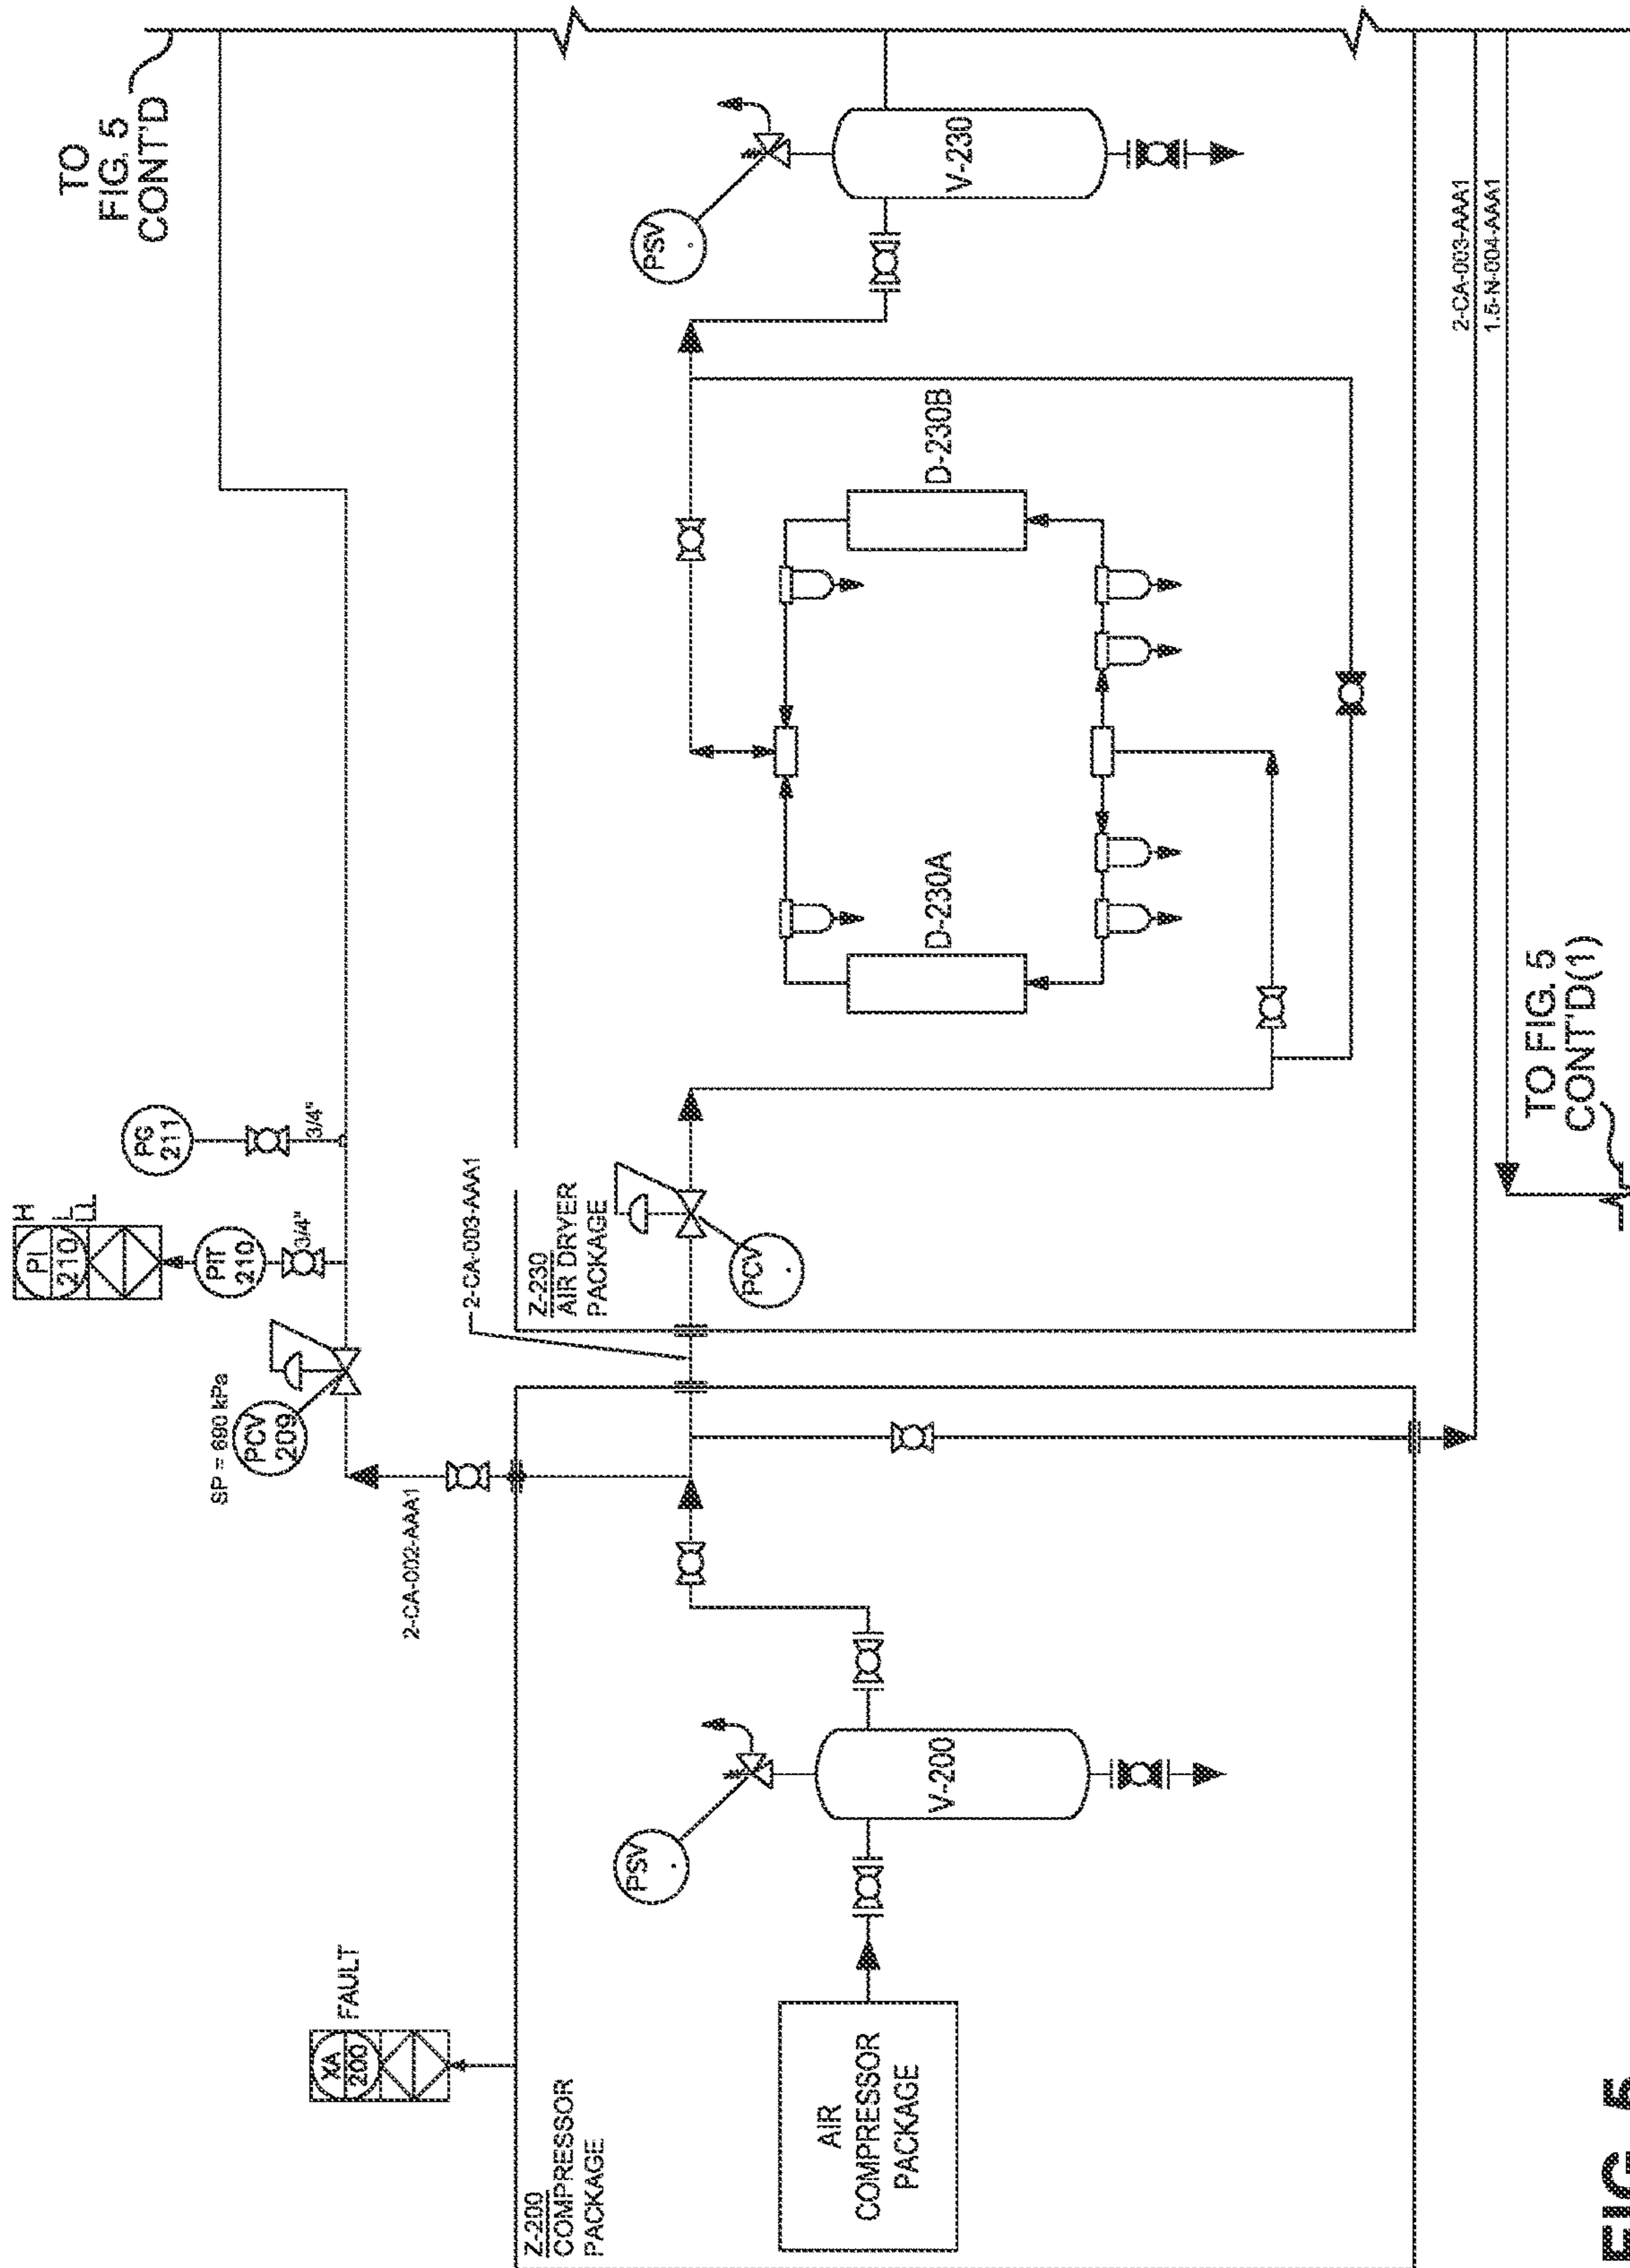 TO
FIG. 5
CONT'D
XA
200
FAULT
SP = 690 kPa
PCV
209
2-CA-002-AAA1
PI
210
H
L
LL
PIT
210
3/4"
PG
211
3/4"
2-CA-003-AAA1
Z-200
COMPRESSOR
PACKAGE
AIR
COMPRESSOR
PACKAGE
PSV
V-200
Z-230
AIR DRYER
PACKAGE
PCV
D-230A
D-230B
PSV
V-230
2-CA-003-AAA1
1.5-N-004-AAA1
TO FIG. 5
CONT'D(1)
FIG. 5